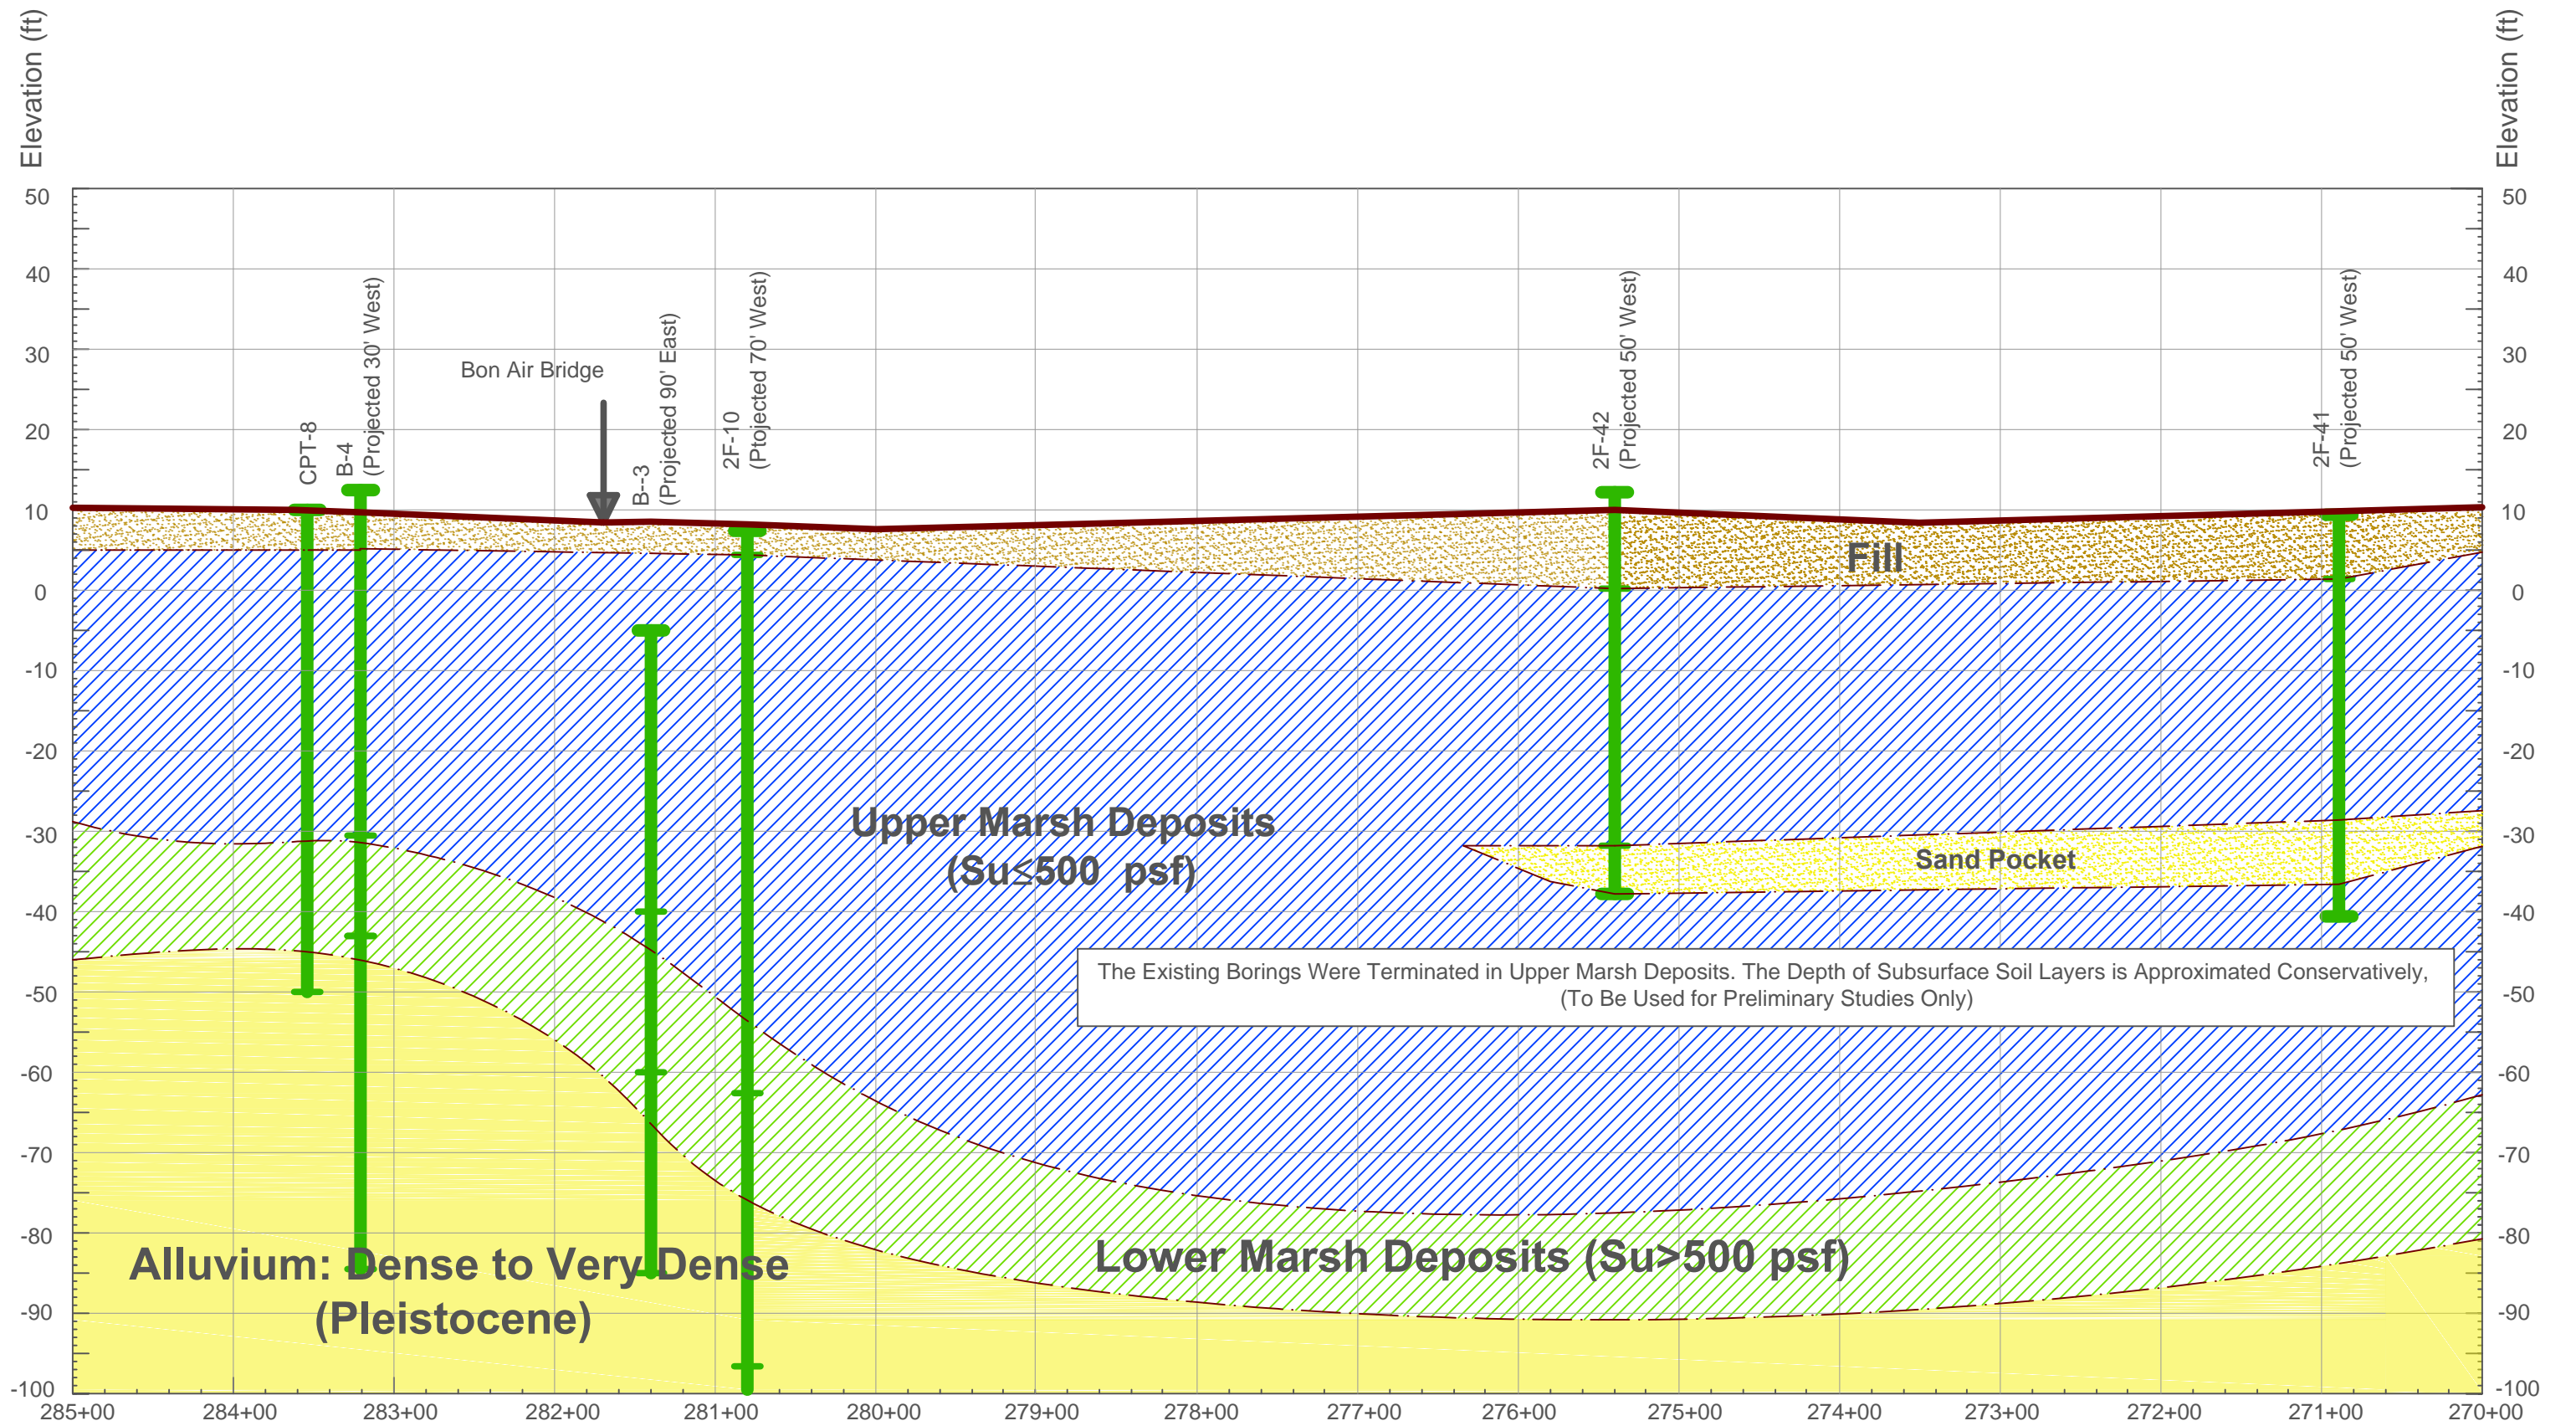 Elevation (ft)
Elevation (ft)
50
40
30
20
10
0
-10
-20
-30
-40
-50
-60
-70
-80
-90
-100
50
40
30
20
10
0
-10
-20
-30
-40
-50
-60
-70
-80
-90
-100
CPT-8
B-4
(Projected 30' West)
Bon Air Bridge
B--3
(Projected 90' East)
2F-10
(Ptojected 70' West)
2F-42
(Projected 50' West)
2F-41
(Projected 50' West)
Fill
Upper Marsh Deposits
(Su≤500 psf)
Sand Pocket
The Existing Borings Were Terminated in Upper Marsh Deposits. The Depth of Subsurface Soil Layers is Approximated Conservatively,
(To Be Used for Preliminary Studies Only)
Alluvium: Dense to Very Dense
(Pleistocene)
Lower Marsh Deposits (Su>500 psf)
285+00 284+00 283+00 282+00 281+00 280+00 279+00 278+00 277+00 276+00 275+00 274+00 273+00 272+00 271+00 270+00